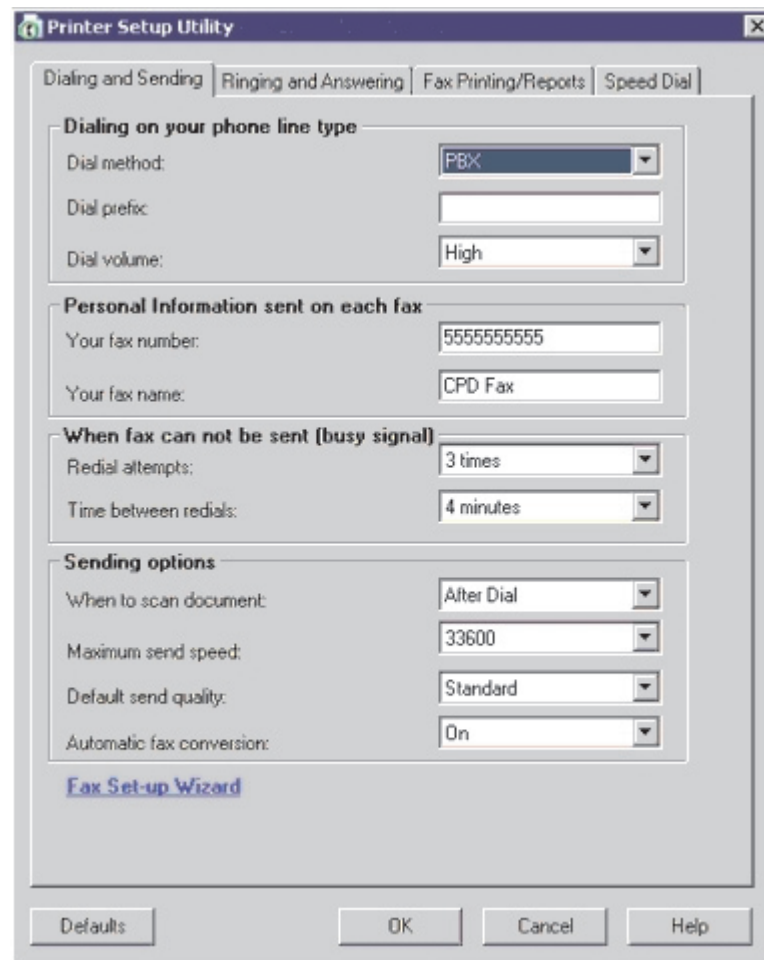 Printer Setup Utility
Dialing and Sending Ringing and Answering Fax Printing/Reports Speed Dial
Dialing on your phone line type
Dial method: PBX
Dial prefix:
Dial volume: High
Personal Information sent on each fax
Your fax number: 5555555555
Your fax name: CPD Fax
When fax can not be sent (busy signal)
Redial attempts: 3 times
Time between redials: 4 minutes
Sending options
When to scan document: After Dial
Maximum send speed: 33600
Default send quality: Standard
Automatic fax conversion: On
Fax Set-up Wizard
Defaults OK Cancel Help